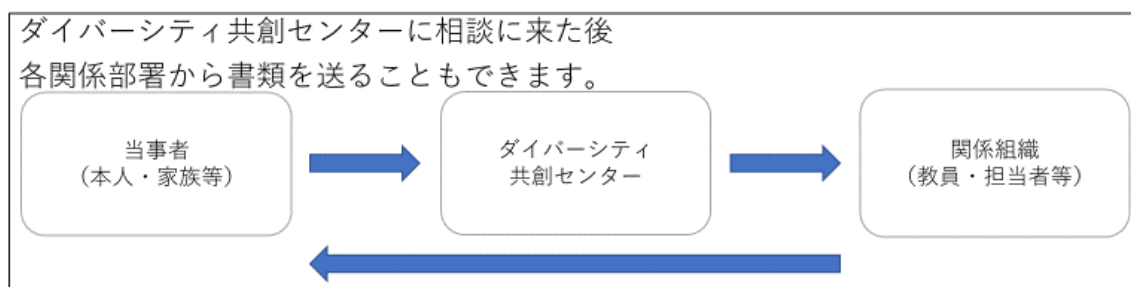 ダイバーシティ共創センターに相談に来た後
各関係部署から書類を送ることもできます。
当事者
（本人・家族等）
ダイバーシティ
共創センター
関係組織
（教員・担当者等）